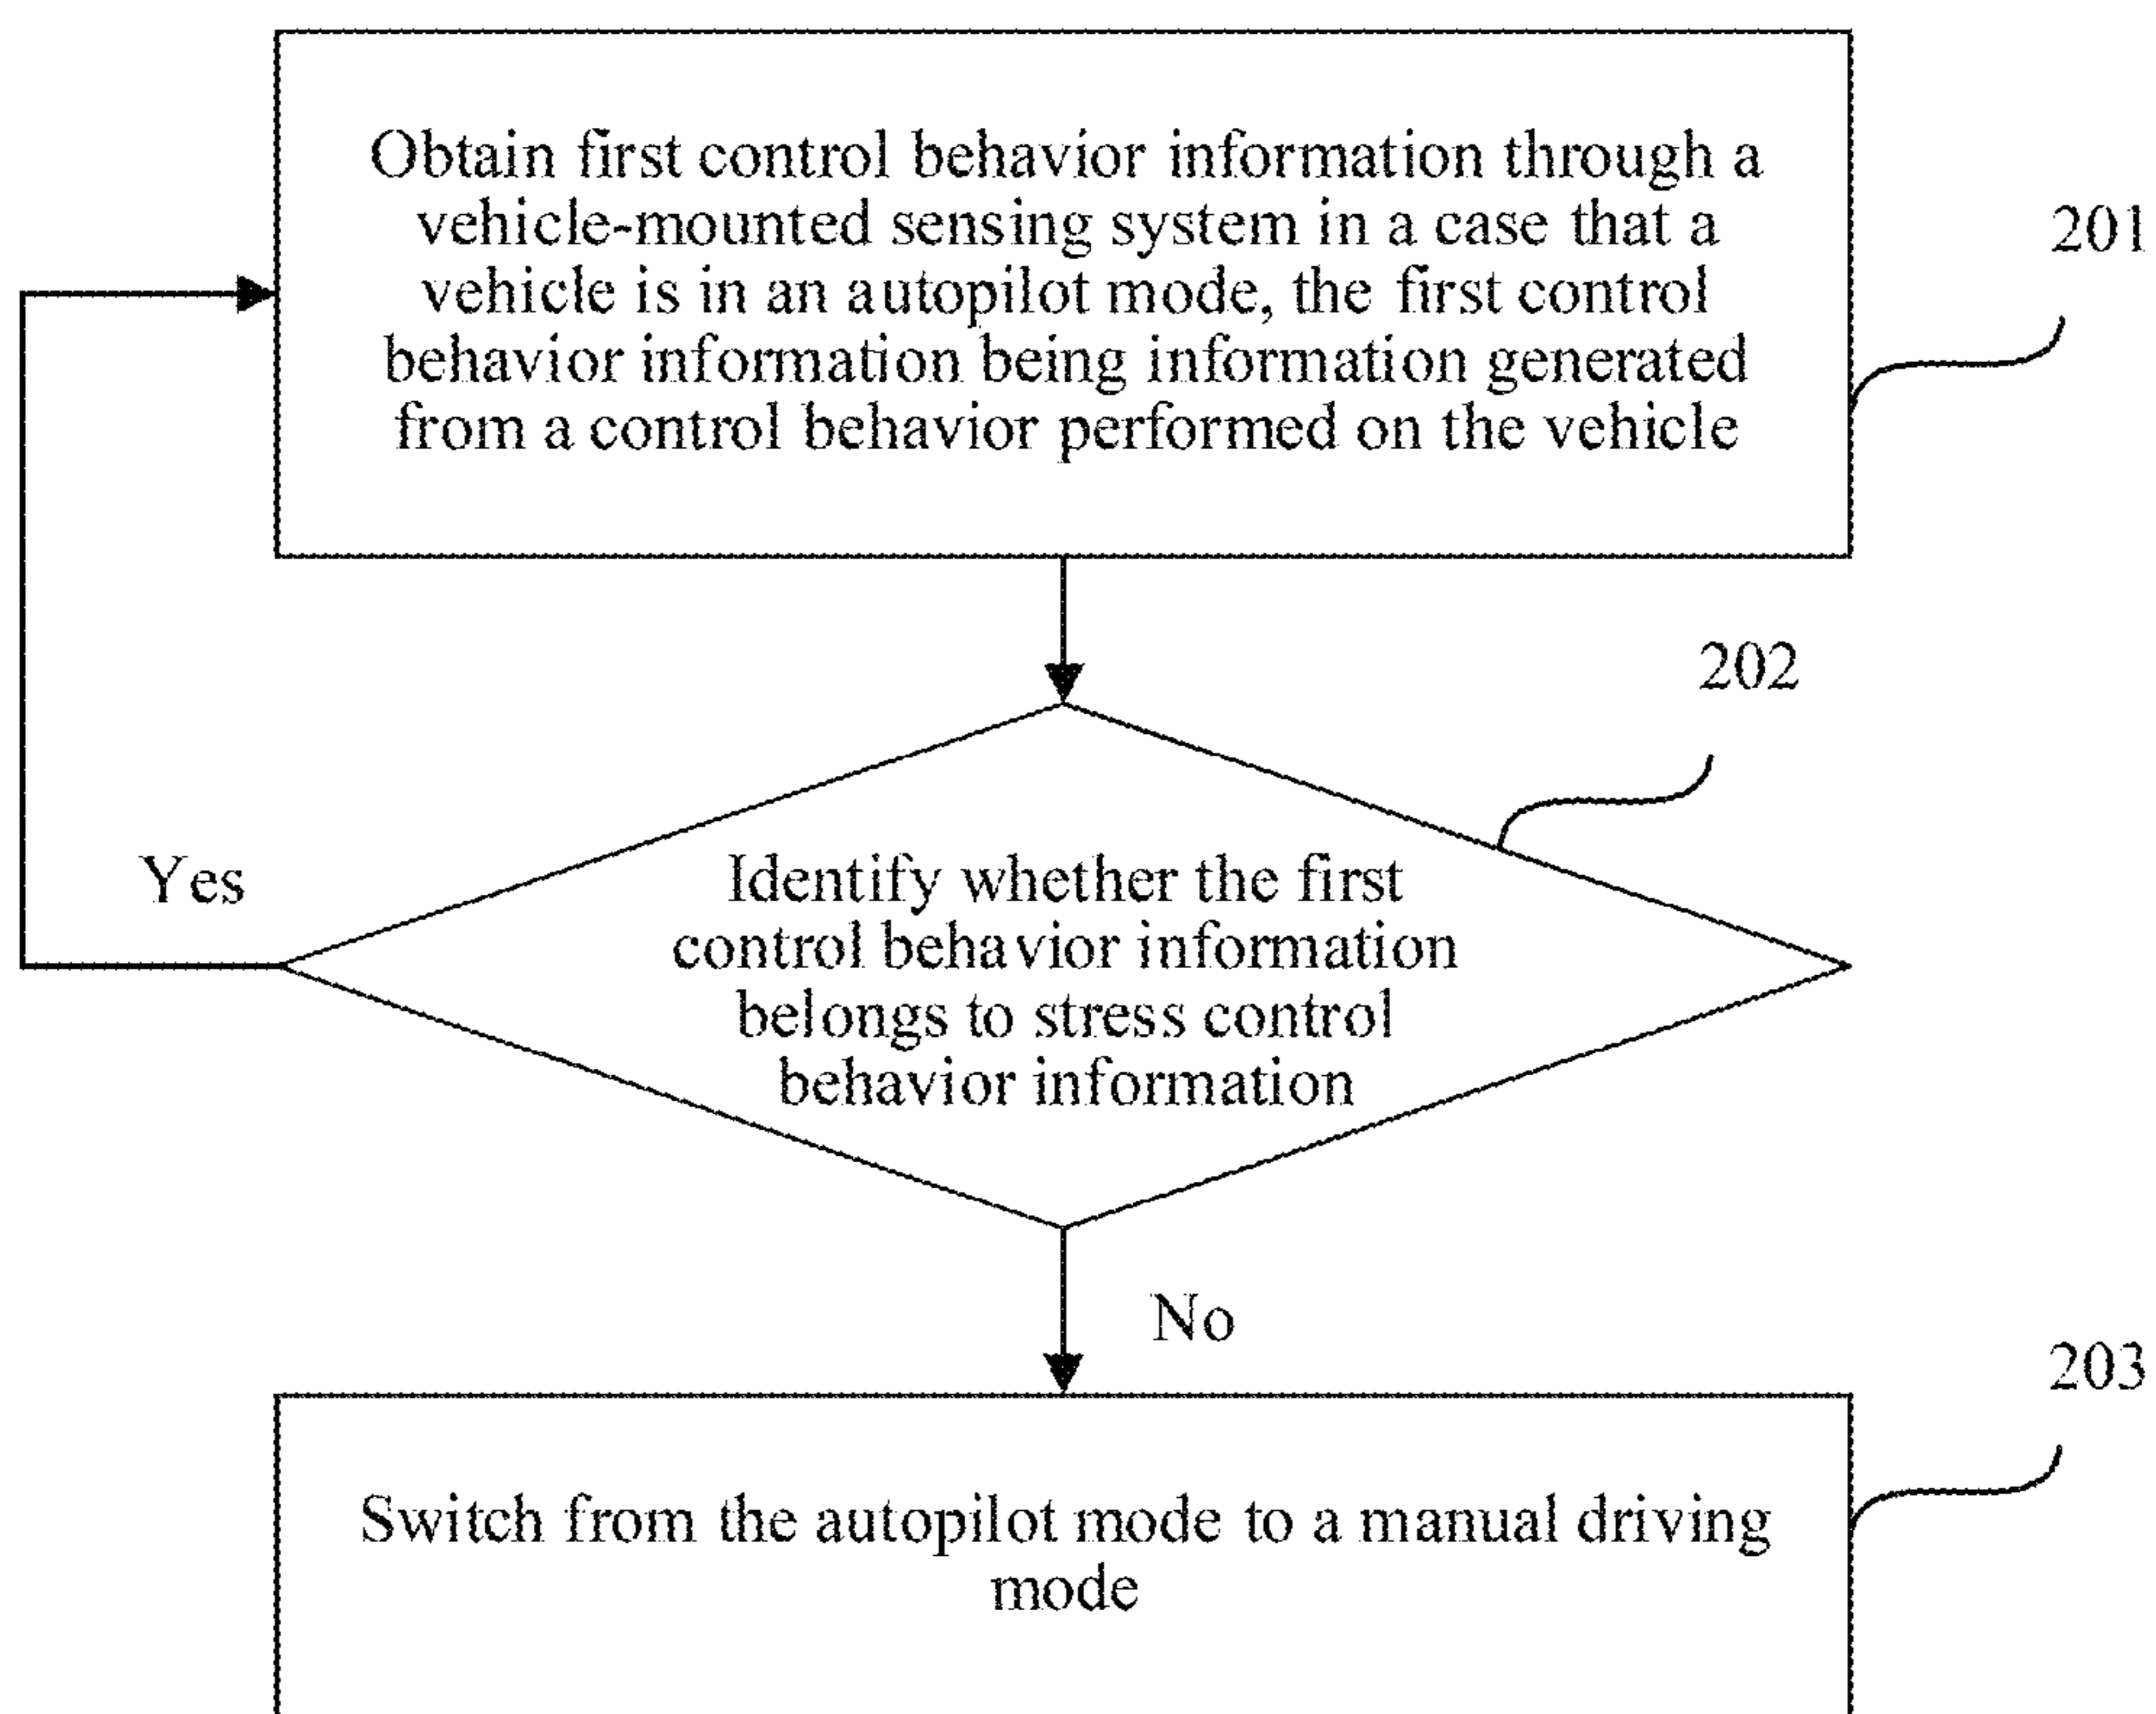 Obtain first control behavior information through a
vehicle-mounted sensing system in a case that a
vehicle is in an autopilot mode, the first control
behavior information being information generated
from a control behavior performed on the vehicle
201
202
Yes
Identify whether the first
control behavior information
belongs to stress control
behavior information
No
203
Switch from the autopilot mode to a manual driving
mode